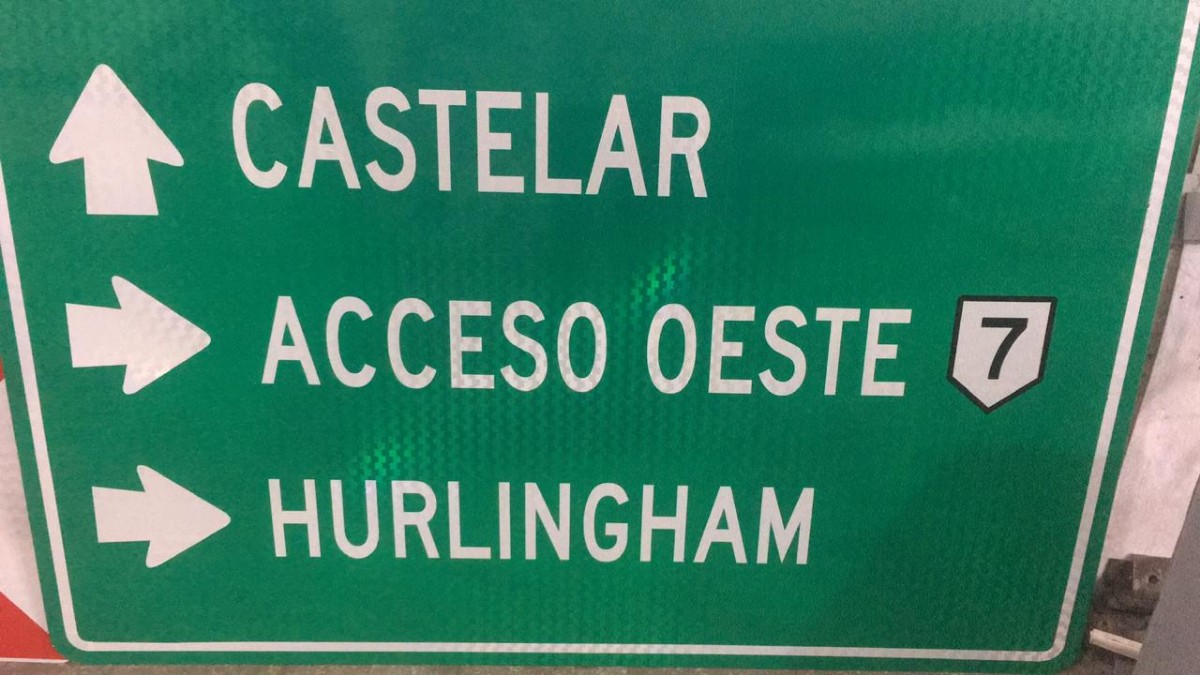 CASTELAR
ACCESO OESTE 7
HURLINGHAM